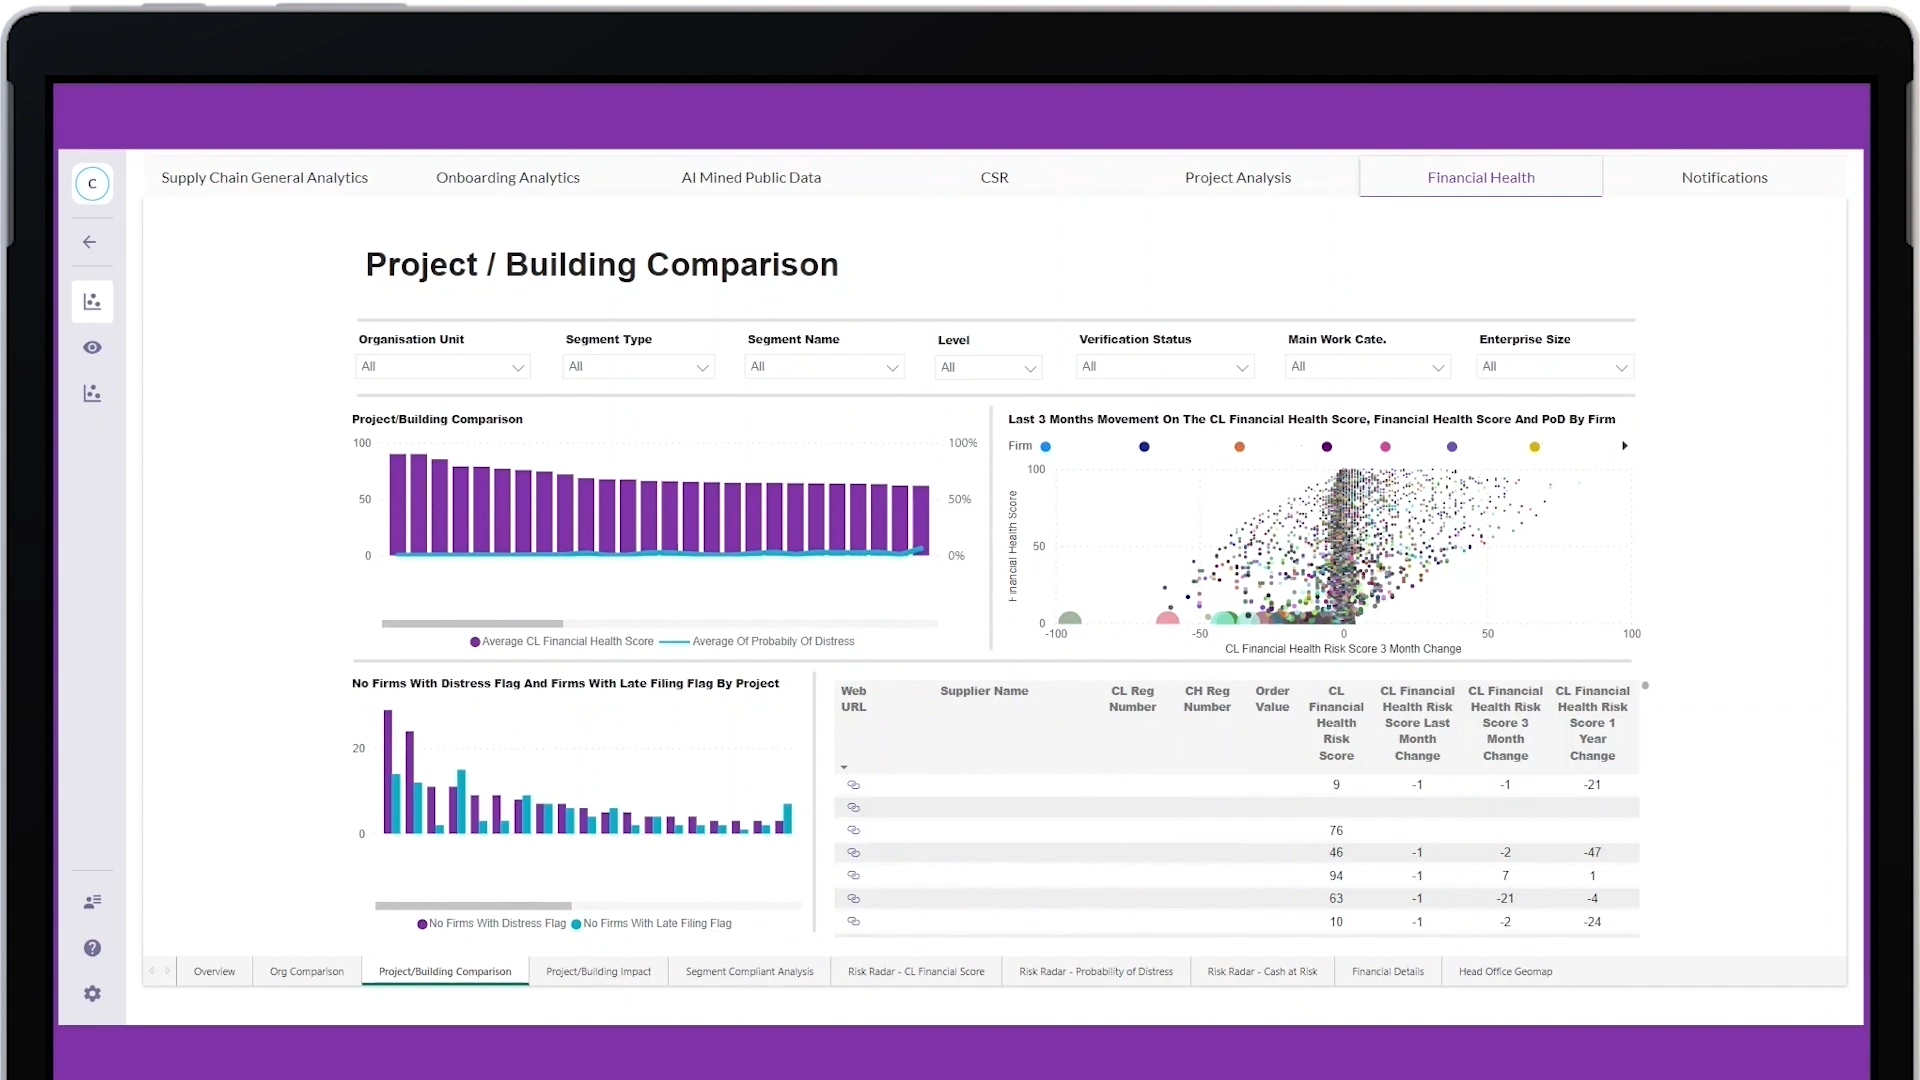 C
Supply Chain General Analytics
Onboarding Analytics
AI Mined Public Data
CSR
Project Analysis
Financial Health
Notifications
Project / Building Comparison
Organisation Unit
Segment Type
Segment Name
Level
Verification Status
Main Work Cate.
Enterprise Size
All
All
All
All
All
All
All
Project/Building Comparison
100
50
0
100%
50%
0%
Average CL Financial Health Score
Average Of Probabily Of Distress
Last 3 Months Movement On The CL Financial Health Score, Financial Health Score And PoD By Firm
Firm
Financial Health Score
100
50
0
-100
-50
0
50
100
CL Financial Health Risk Score 3 Month Change
No Firms With Distress Flag And Firms With Late Filing Flag By Project
20
0
No Firms With Distress Flag
No Firms With Late Filing Flag
Web
URL
Supplier Name
CL Reg
Number
CH Reg
Number
Order
Value
CL
Financial
Health
Risk
Score
CL Financial
Health Risk
Score Last
Month
Change
CL Financial
Health Risk
Score 3
Month
Change
CL Financial
Health Risk
Score 1
Year
Change
9 -1 -1 -21
76
46 -1 -2 -47
94 -1 7 1
63 -1 -21 -4
10 -1 -2 -24
Overview
Org Comparison
Project/Building Comparison
Project/Building Impact
Segment Compliant Analysis
Risk Radar - CL Financial Score
Risk Radar - Probability of Distress
Risk Radar - Cash at Risk
Financial Details
Head Office Geomap